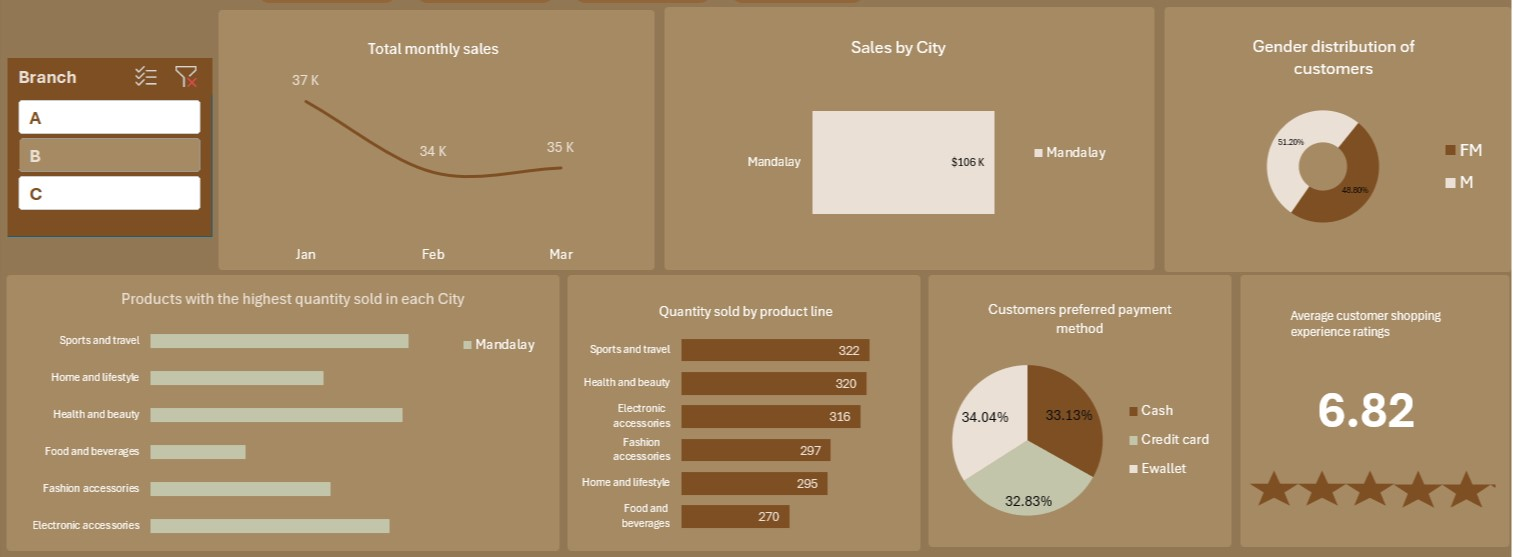 Branch
A
B
C
Total monthly sales
37 K
34 K
35 K
Jan
Feb
Mar
Sales by City
Mandalay
$106 K
Mandalay
Gender distribution of
customers
51.20%
48.80%
FM
M
Products with the highest quantity sold in each City
Sports and travel
Home and lifestyle
Health and beauty
Food and beverages
Fashion accessories
Electronic accessories
Mandalay
Quantity sold by product line
Sports and travel
322
Health and beauty
320
Electronic
accessories
316
Fashion
accessories
297
Home and lifestyle
295
Food and
beverages
270
Customers preferred payment
method
34.04%
33.13%
32.83%
Cash
Credit card
Ewallet
Average customer shopping
experience ratings
6.82